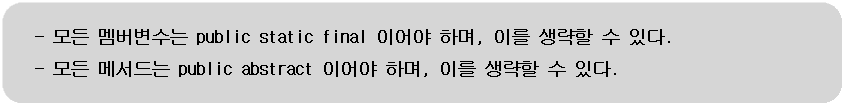 - 모든 멤버변수는 public static final 이어야 하며, 이를 생략할 수 있다.
- 모든 메서드는 public abstract 이어야 하며, 이를 생략할 수 있다.